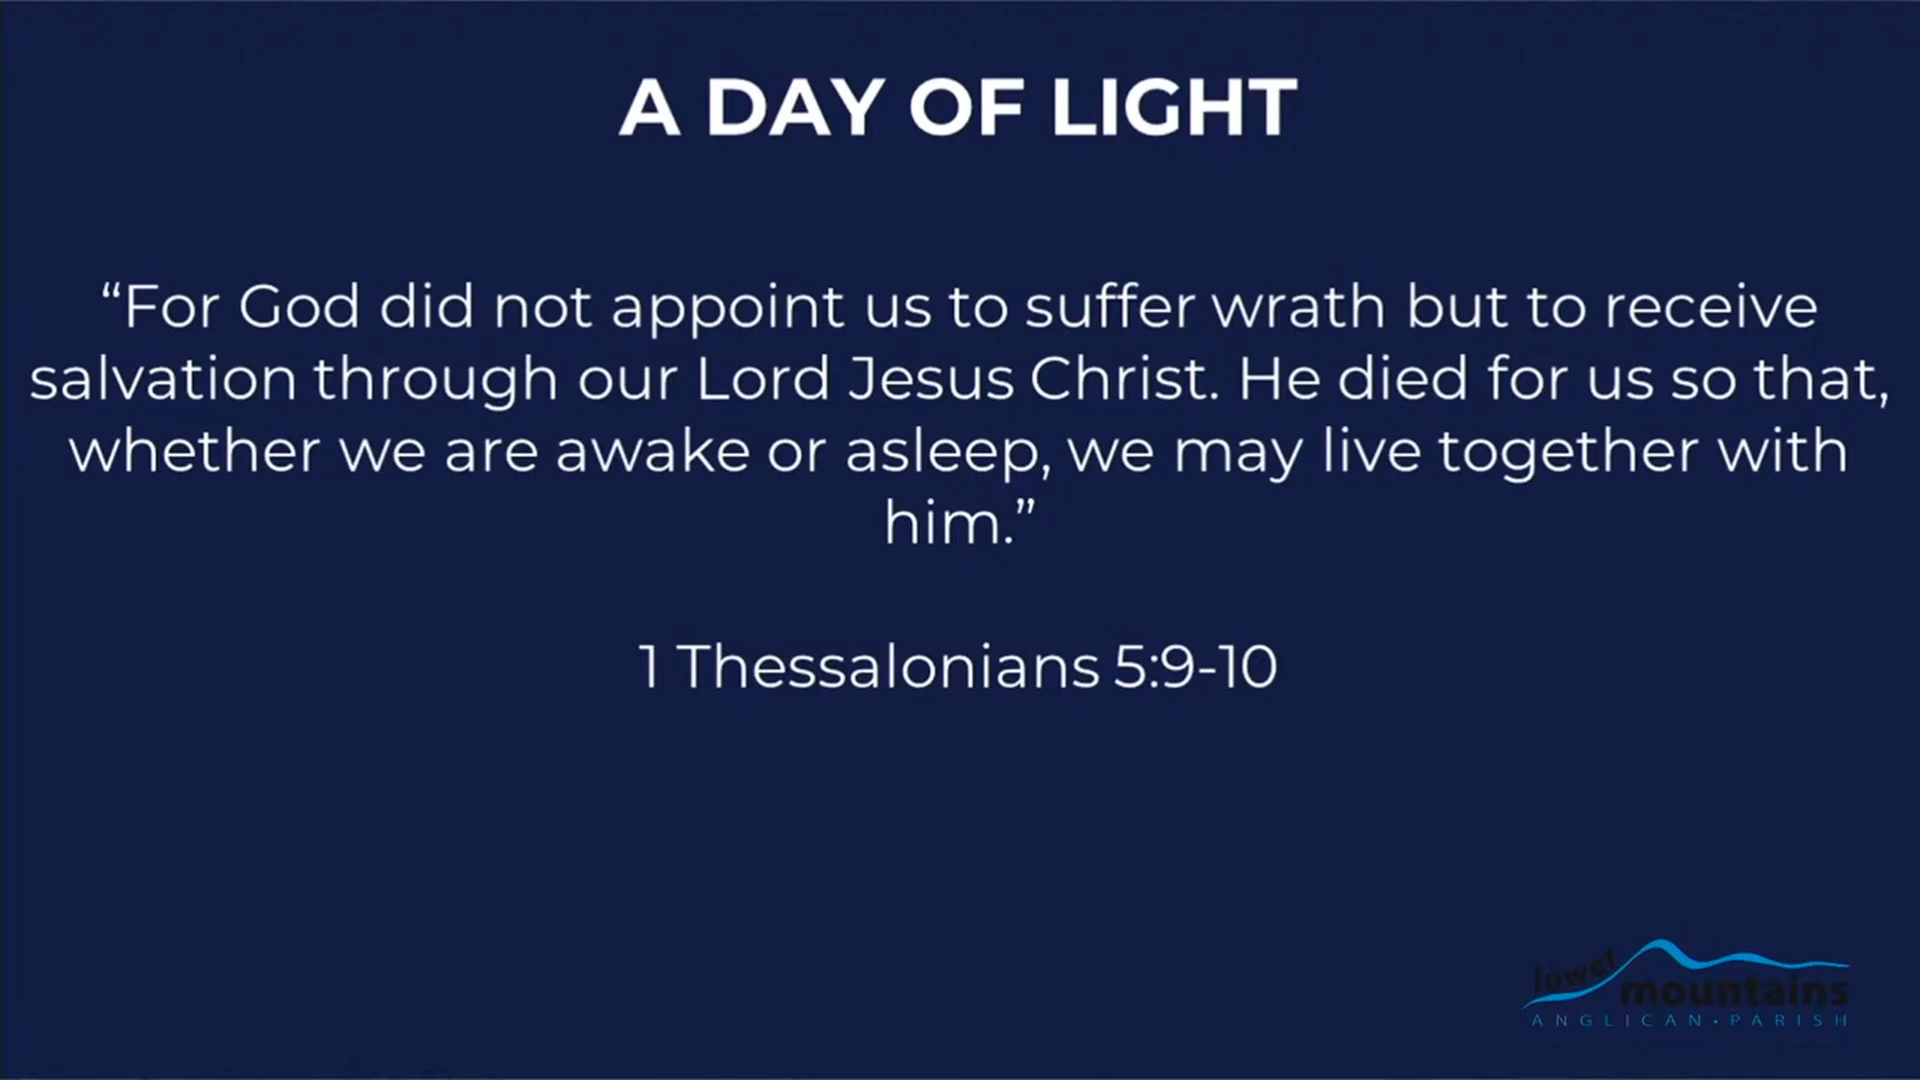 A DAY OF LIGHT
“For God did not appoint us to suffer wrath but to receive
salvation through our Lord Jesus Christ. He died for us so that,
whether we are awake or asleep, we may live together with
him.”
1 Thessalonians 5:9-10
lower
mountains
ANGLICAN·PARISH